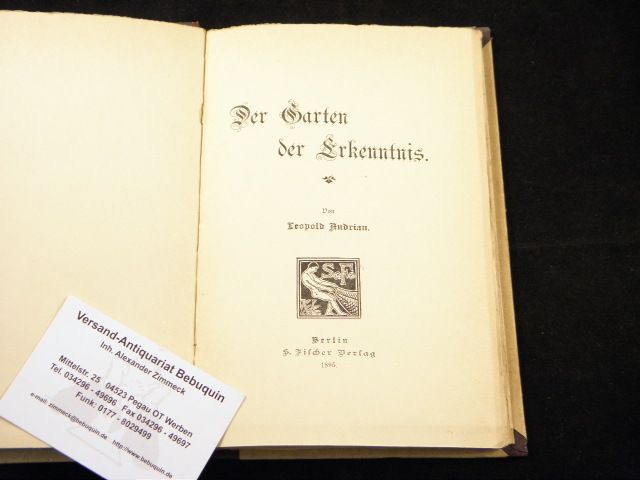 Der Garten
der Erkenntnis.
Von
Leopold Andrian.
S. F.
Berlin
S. Fischer Verlag
1895.
Versand-Antiquariat Bebuquin
Inh. Alexander Zimmeck
Mittelstr. 25 04523 Pegau OT Werben
Tel. 034296 - 49696 Fax 034296 - 49697
Funk: 0177 - 8029499
e-mail: zimmeck@bebuquin.de http://www.bebuquin.de